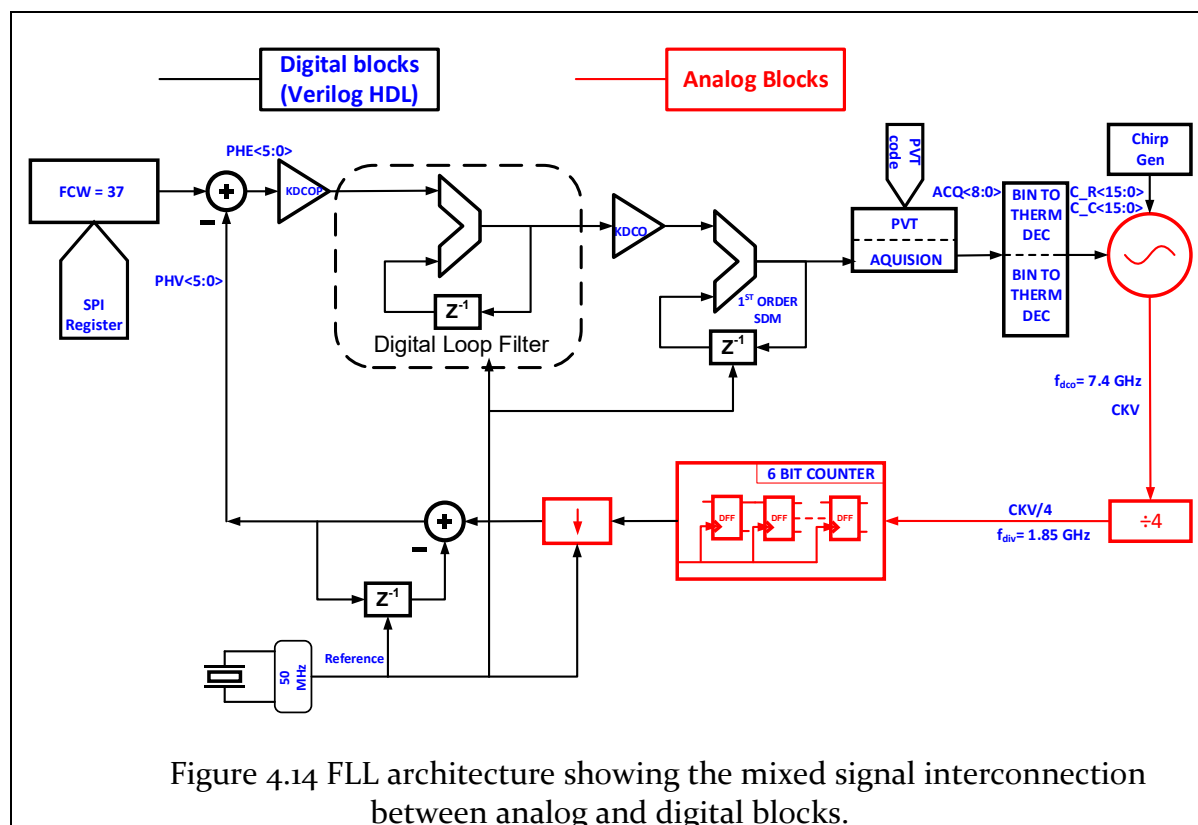 Digital blocks
(Verilog HDL)
Analog Blocks
FCW = 37
SPI
Register
PHE<5:0>
PHV<5:0>
KDCOP
Z-1
Digital Loop Filter
KDCO
1ST ORDER
SDM
Z-1
PVT
code
PVT
AQUISION
ACQ<8:0>
BIN TO
THERM
DEC
BIN TO
THERM
DEC
C_R<15:0>
C_C<15:0>
Chirp
Gen
fdco= 7.4 GHz
CKV
÷4
CKV/4
fdiv= 1.85 GHz
6 BIT COUNTER
DFF
DFF
DFF
Z-1
Reference
50
MHz
Figure 4.14 FLL architecture showing the mixed signal interconnection
between analog and digital blocks.